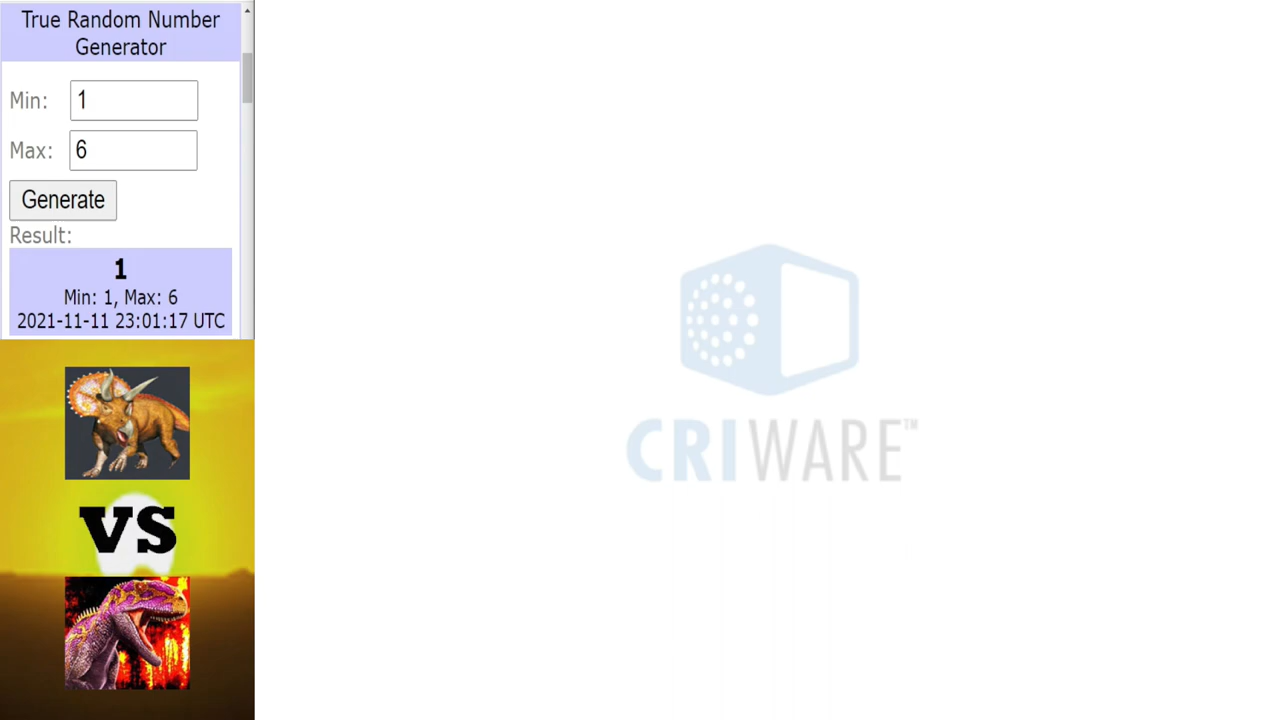 True Random Number
Generator
Min: 1
Max: 6
Generate
Result:
1
Min: 1, Max: 6
2021-11-11 23:01:17 UTC
VS
CRIWARE™